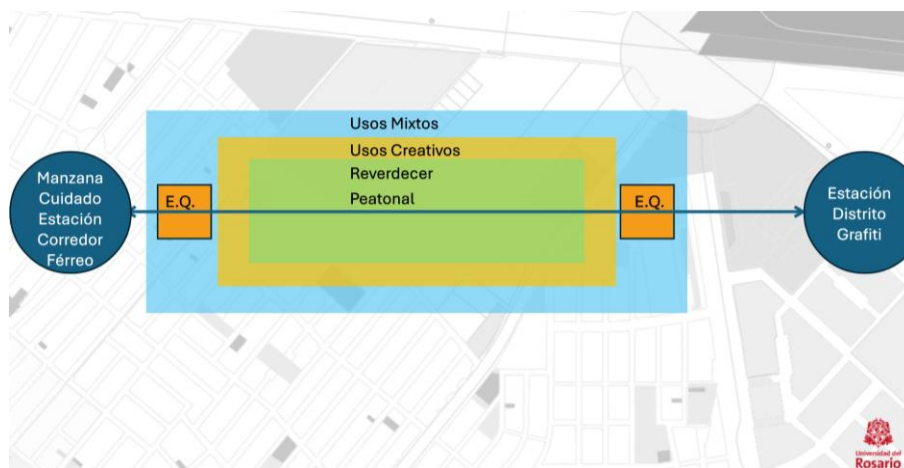 Usos Mixtos
Usos Creativos
Reverdecer
Peatonal
Manzana
Cuidado
Estación
Corredor
Férreo
E.Q.
E.Q.
Estación
Distrito
Grafiti
Universidad del
Rosario